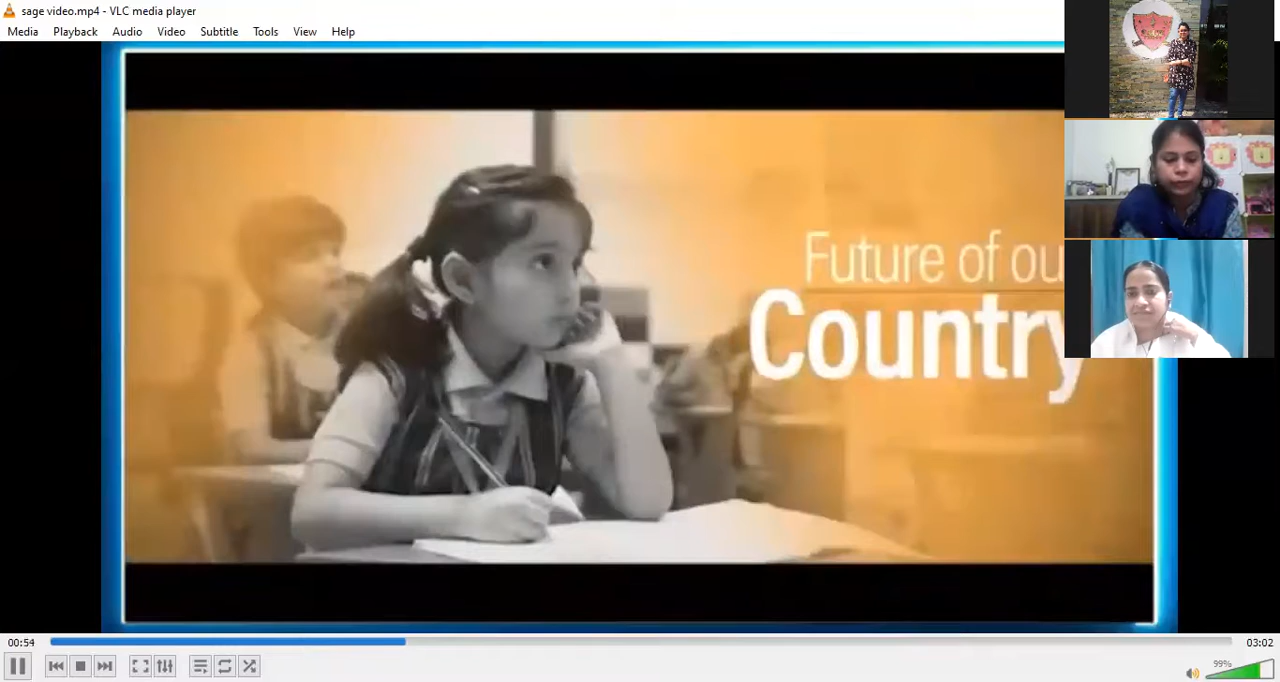 sage video.mp4 - VLC media player
Media Playback Audio Video Subtitle Tools View Help
Future of ou
Country
00:54
03:02
99%